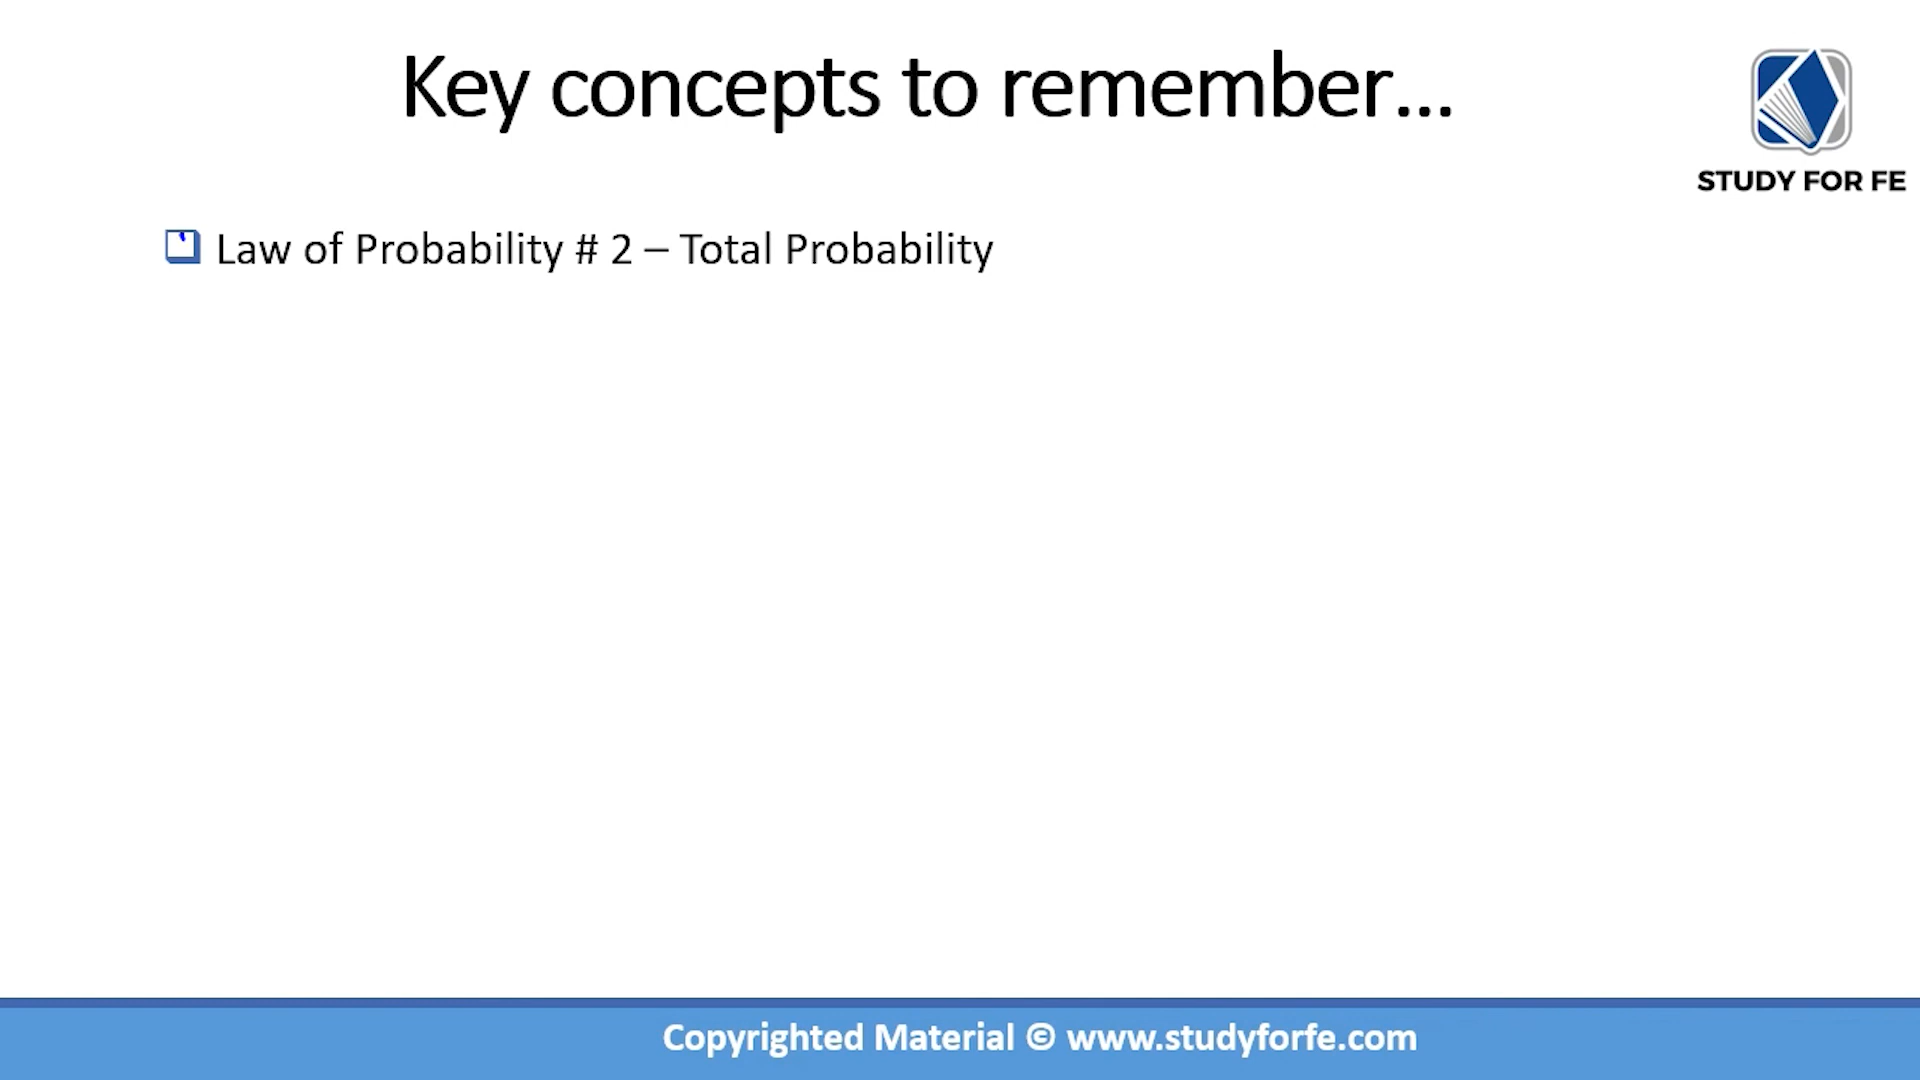 Key concepts to remember...
STUDY FOR FE
Law of Probability # 2 – Total Probability
Copyrighted Material © www.studyforfe.com